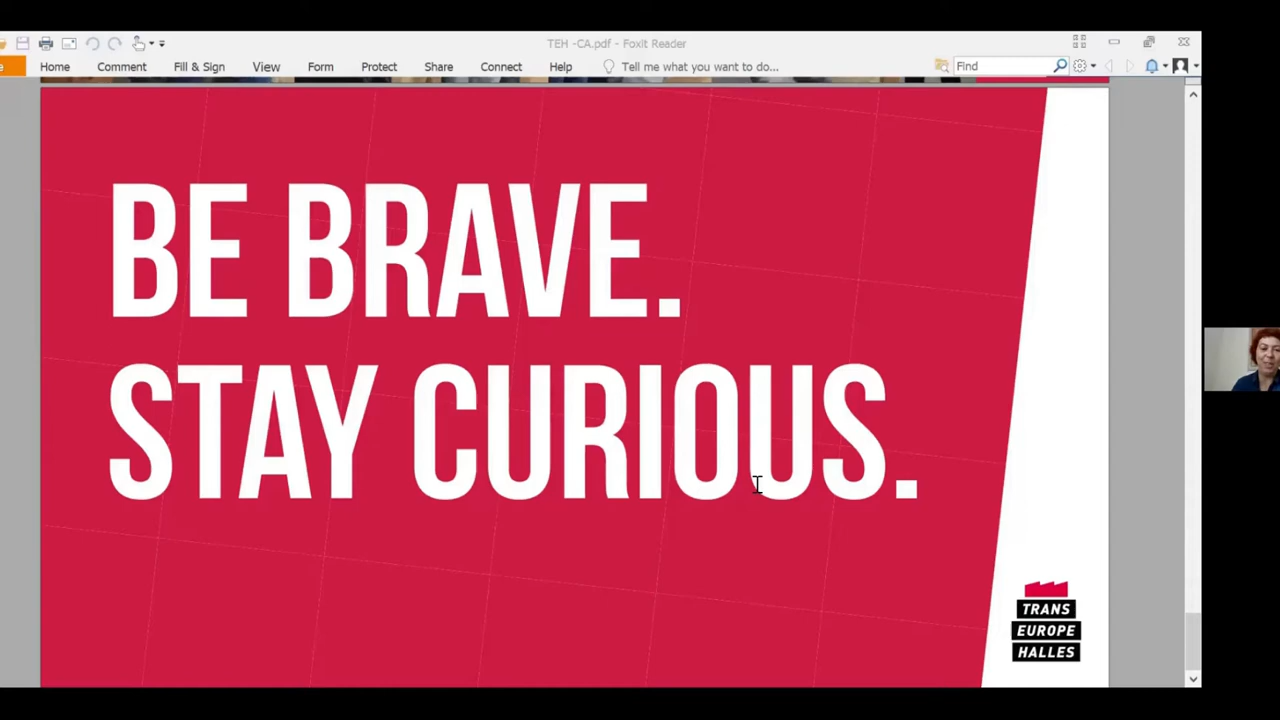 TEH -CA.pdf - Foxit Reader
Home Comment Fill & Sign View Form Protect Share Connect Help Tell me what you want to do... Find
BE BRAVE.
STAY CURIOUS.
TRANS
EUROPE
HALLES